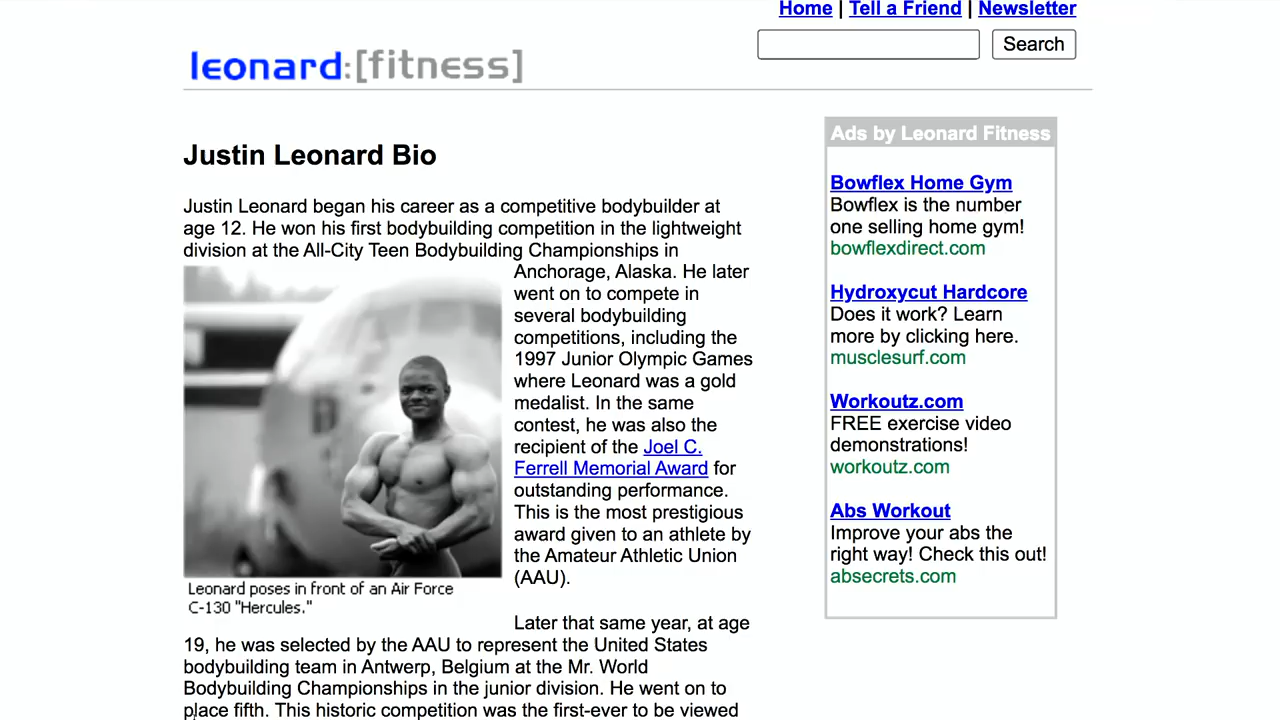 Home | Tell a Friend | Newsletter
Search
leonard:[fitness]
Justin Leonard Bio
Justin Leonard began his career as a competitive bodybuilder at
age 12. He won his first bodybuilding competition in the lightweight
division at the All-City Teen Bodybuilding Championships in
Anchorage, Alaska. He later
went on to compete in
several bodybuilding
competitions, including the
1997 Junior Olympic Games
where Leonard was a gold
medalist. In the same
contest, he was also the
recipient of the Joel C.
Ferrell Memorial Award for
outstanding performance.
This is the most prestigious
award given to an athlete by
the Amateur Athletic Union
(AAU).
Leonard poses in front of an Air Force
C-130 "Hercules."
Later that same year, at age
19, he was selected by the AAU to represent the United States
bodybuilding team in Antwerp, Belgium at the Mr. World
Bodybuilding Championships in the junior division. He went on to
place fifth. This historic competition was the first-ever to be viewed
Ads by Leonard Fitness
Bowflex Home Gym
Bowflex is the number
one selling home gym!
bowflexdirect.com
Hydroxycut Hardcore
Does it work? Learn
more by clicking here.
musclesurf.com
Workoutz.com
FREE exercise video
demonstrations!
workoutz.com
Abs Workout
Improve your abs the
right way! Check this out!
absecrets.com